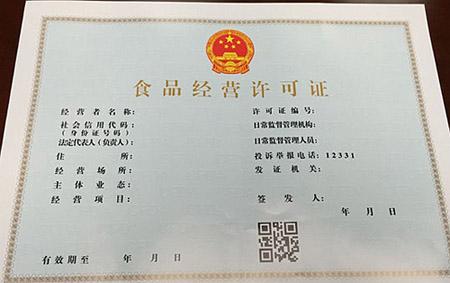 食品经营许可证
经营者名称：
社会信用代码：
(身份证号码)
法定代表人(负责人)：
住所：
经营场所：
主体业态：
经营项目：
许可证编号：
日常监督管理机构：
日常监督管理人员：
投诉举报电话：12331
发证机关：
签发人：
年 月 日
有效期至 年 月 日